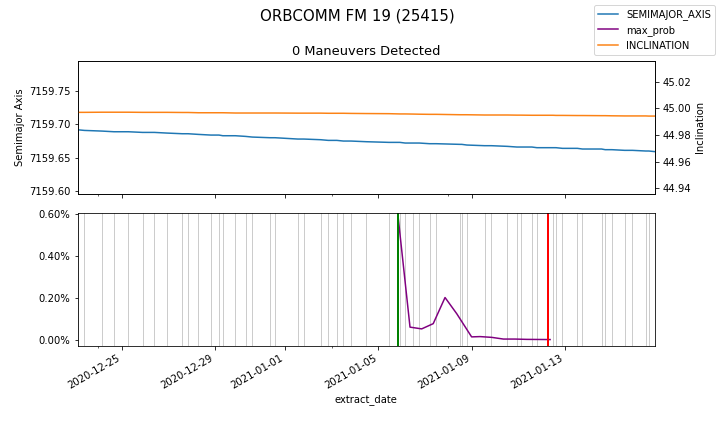 ORBCOMM FM 19 (25415)
SEMIMAJOR_AXIS
max_prob
INCLINATION
0 Maneuvers Detected
Semimajor Axis
7159.75
7159.70
7159.65
7159.60
45.02
45.00
44.98
44.96
44.94
Inclination
0.60%
0.40%
0.20%
0.00%
2020-12-25
2020-12-29
2021-01-01
2021-01-05
2021-01-09
2021-01-13
extract_date